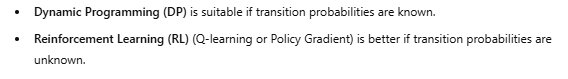 • Dynamic Programming (DP) is suitable if transition probabilities are known.
• Reinforcement Learning (RL) (Q-learning or Policy Gradient) is better if transition probabilities are
unknown.